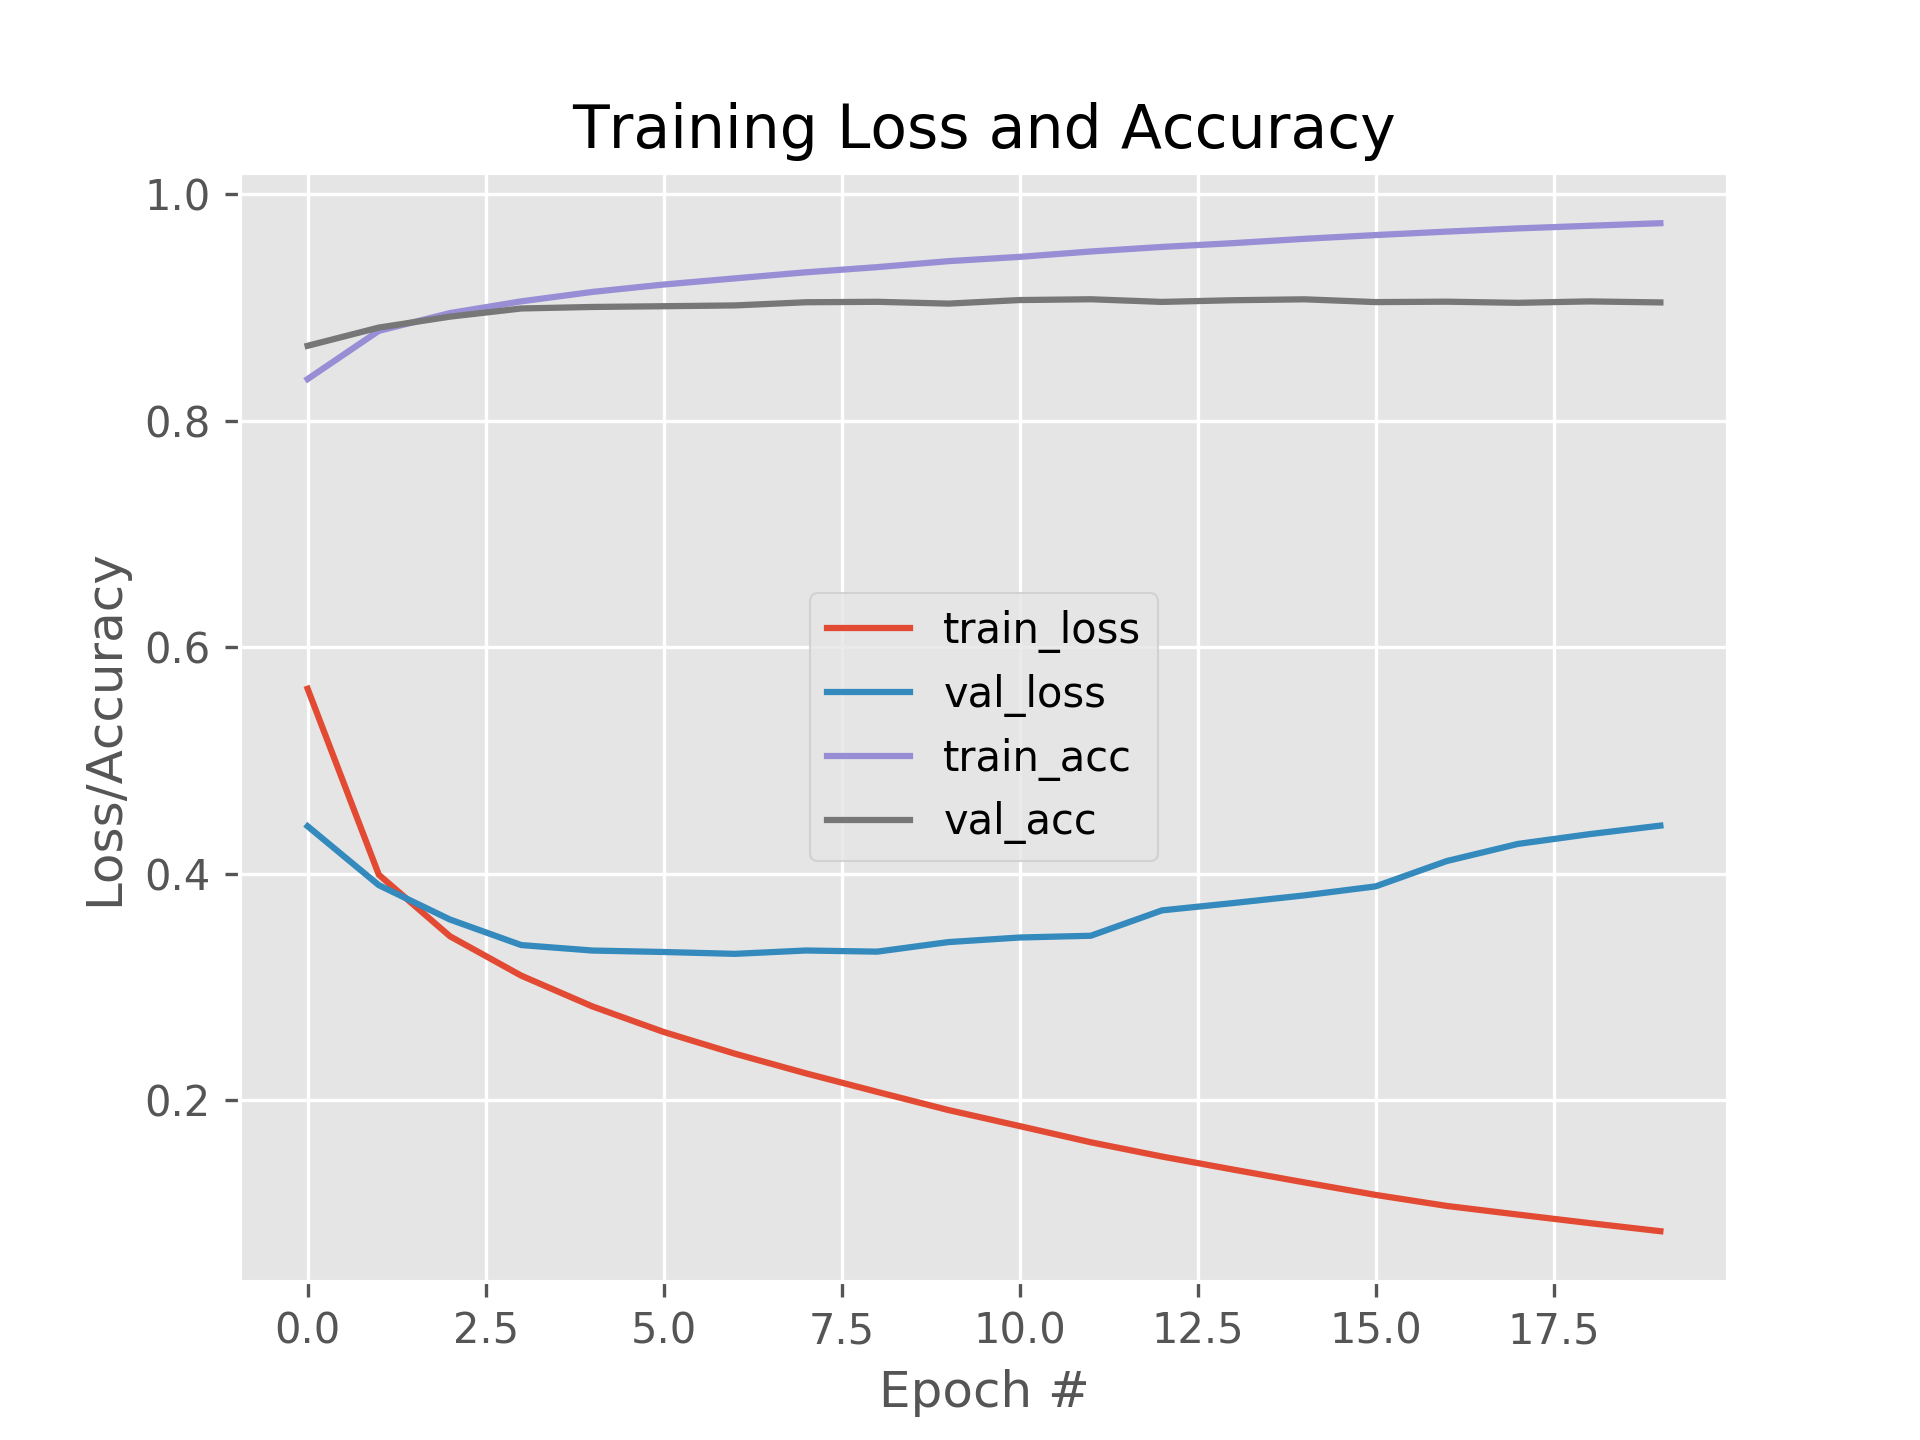 Training Loss and Accuracy
1.0
0.8
0.6
0.4
0.2
Loss/Accuracy
train_loss
val_loss
train_acc
val_acc
0.0 2.5 5.0 7.5 10.0 12.5 15.0 17.5
Epoch #